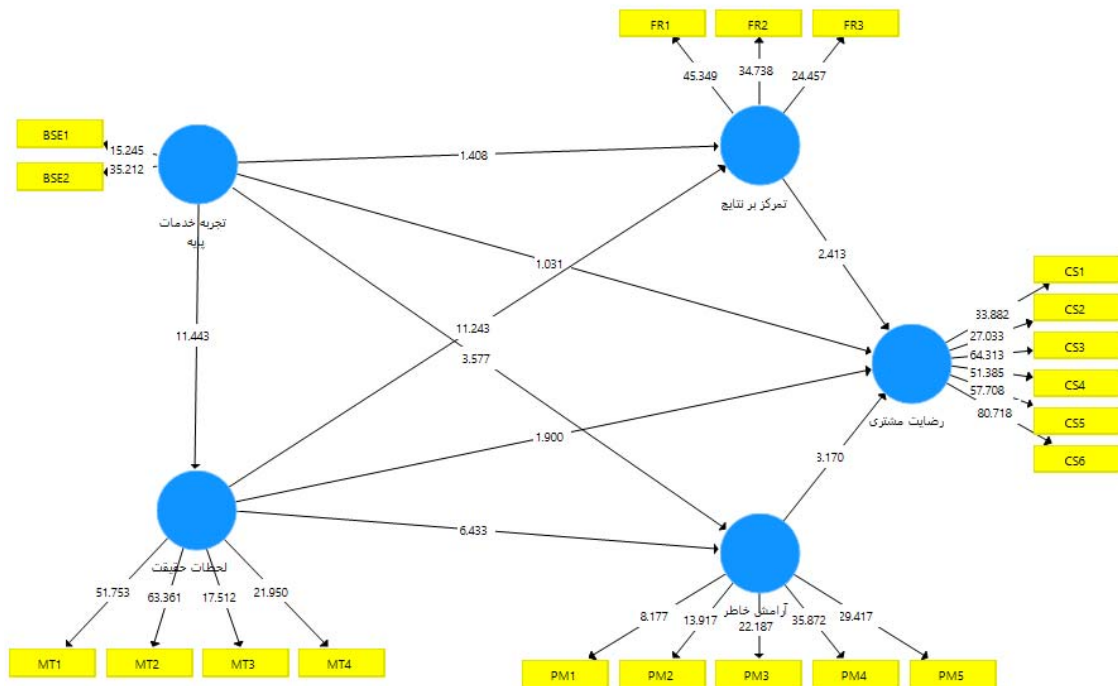 FR1
FR2
FR3
45.349
34.738
24.457
BSE1
BSE2
15.245
35.212
تجربه خدمات
پایه
1.408
تمرکز بر نتایج
1.031
2.413
11.443
11.243
3.577
CS1
CS2
CS3
CS4
CS5
CS6
33.882
27.033
64.313
51.385
57.708
80.718
رضایت مشتری
1.900
3.170
6.433
لحظات حقیقت
51.753
63.361
17.512
21.950
MT1
MT2
MT3
MT4
آرامش خاطر
8.177
13.917
22.187
35.872
29.417
PM1
PM2
PM3
PM4
PM5